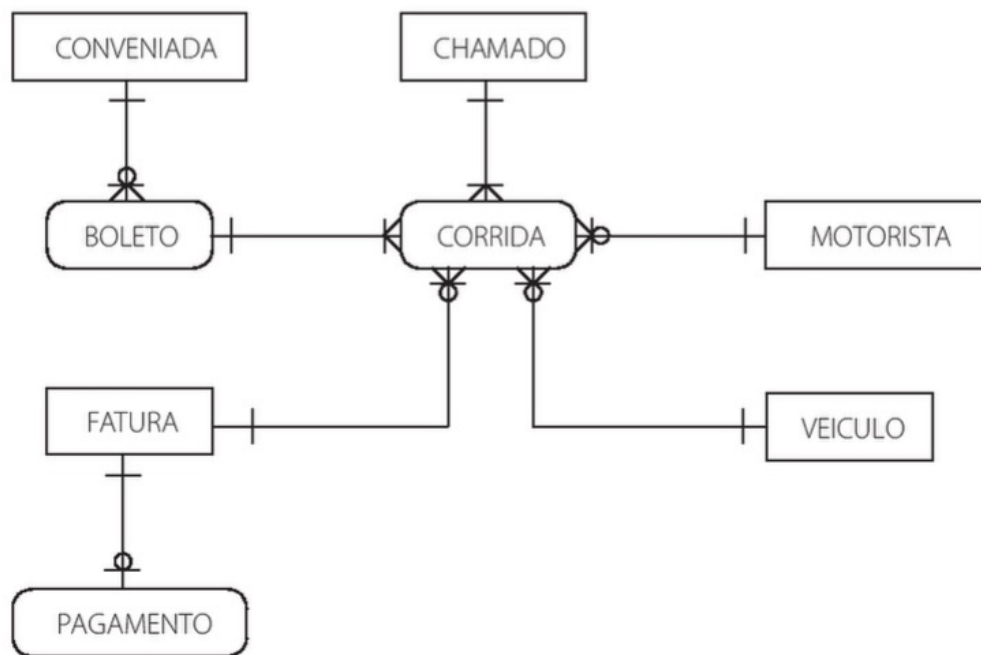 CONVENIADA
CHAMADO
BOLETO
CORRIDA
MOTORISTA
FATURA
VEICULO
PAGAMENTO